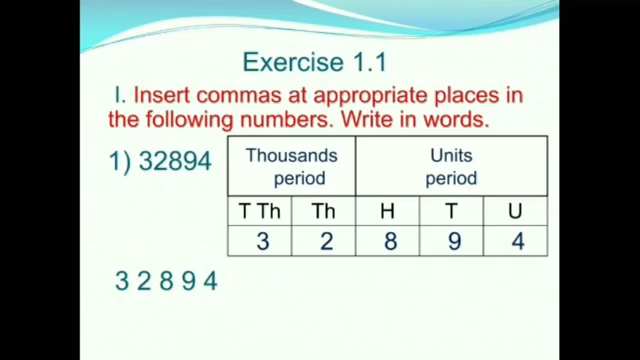 Exercise 1.1
I. Insert commas at appropriate places in
the following numbers. Write in words.
1) 32894
Thousands period Units period
T Th Th H T U
3 2 8 9 4
3 2 8 9 4